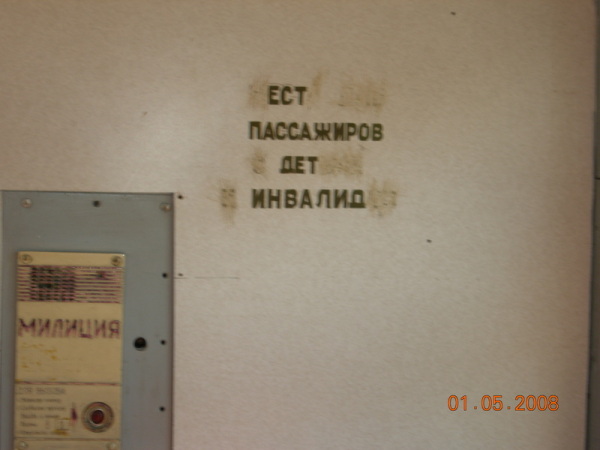 ЕСТ
ПАССАЖИРОВ
ДЕТ
ИНВАЛИД
МИЛИЦИЯ
01.05.2008